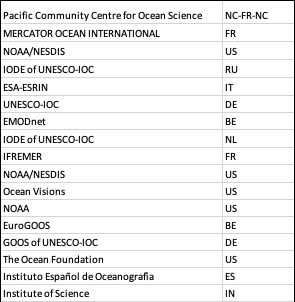 Pacific Community Centre for Ocean Science NC-FR-NC
MERCATOR OCEAN INTERNATIONAL FR
NOAA/NESDIS US
IODE of UNESCO-IOC RU
ESA-ESRIN IT
UNESCO-IOC DE
EMODnet BE
IODE of UNESCO-IOC NL
IFREMER FR
NOAA/NESDIS US
Ocean Visions US
NOAA US
EuroGOOS BE
GOOS of UNESCO-IOC DE
The Ocean Foundation US
Instituto Español de Oceanografía ES
Institute of Science IN